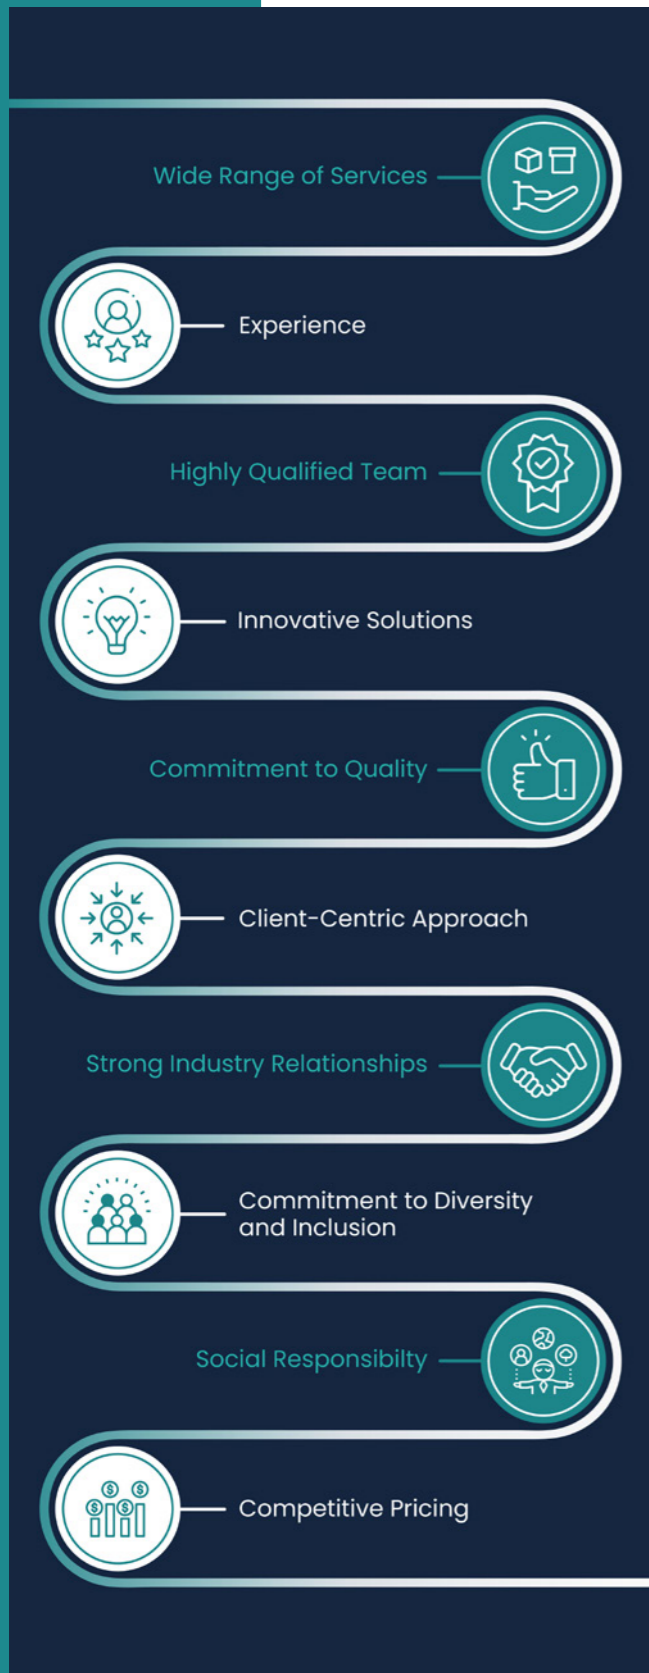 Wide Range of Services
Experience
Highly Qualified Team
Innovative Solutions
Commitment to Quality
Client-Centric Approach
Strong Industry Relationships
Commitment to Diversity
and Inclusion
Social Responsibilty
$ $
$ $
Competitive Pricing